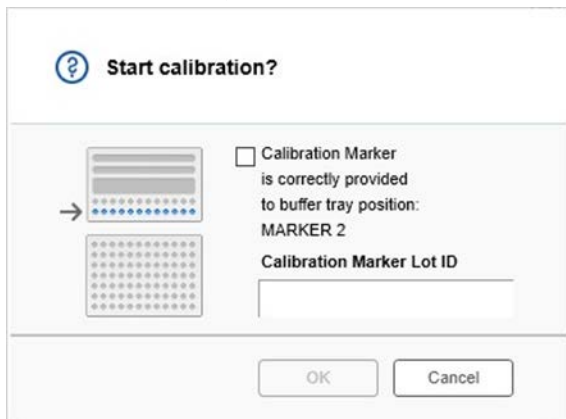 Start calibration?
Calibration Marker
is correctly provided
to buffer tray position:
MARKER 2
Calibration Marker Lot ID
OK
Cancel